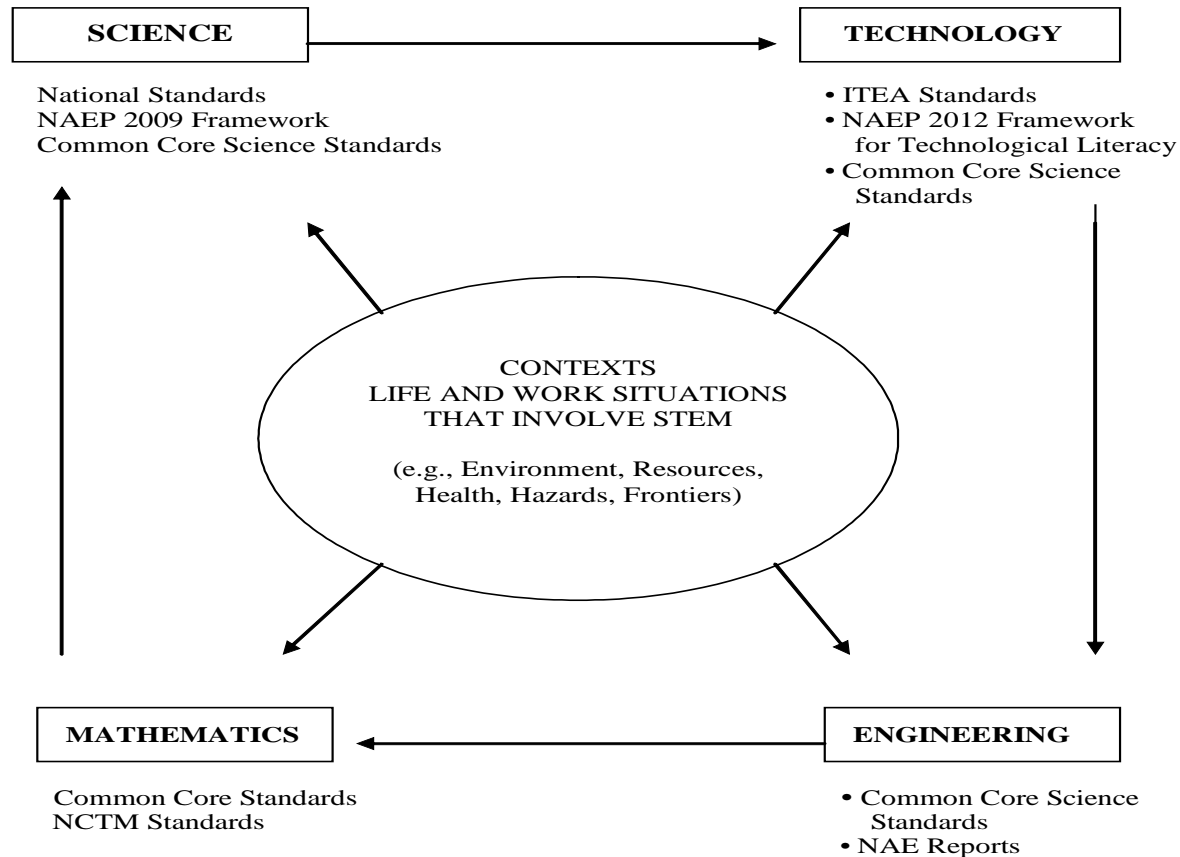 SCIENCE
National Standards
NAEP 2009 Framework
Common Core Science Standards
TECHNOLOGY
• ITEA Standards
• NAEP 2012 Framework
for Technological Literacy
• Common Core Science
Standards
CONTEXTS
LIFE AND WORK SITUATIONS
THAT INVOLVE STEM
(e.g., Environment, Resources,
Health, Hazards, Frontiers)
MATHEMATICS
Common Core Standards
NCTM Standards
ENGINEERING
• Common Core Science
Standards
• NAE Reports